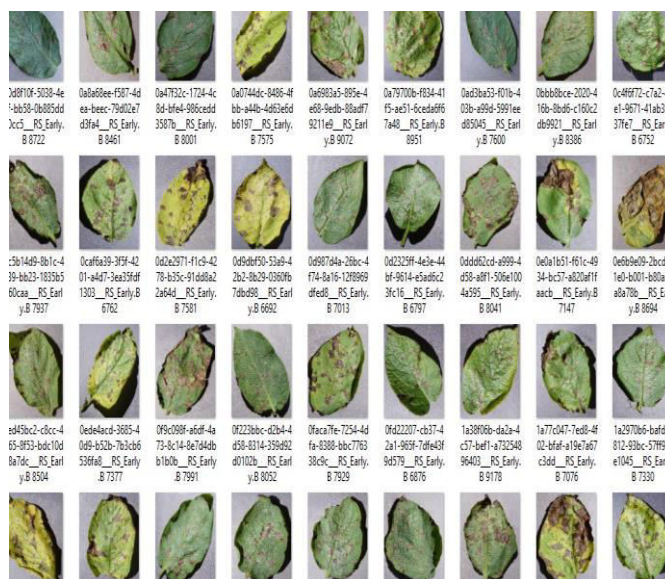 0d8f10f-5038-4e 0a8a68ee-f587-4d 0a47f32c-1724-4c 0a0744dc-8486-4f 0a6983a5-895e-4 0a79700b-f834-41 0ad3ba53-f01b-4 0bbb8bce-2020-4 0c4f6f72-c7a2-
-bb58-0b885dd ea-beec-79d02e7 8d-bfe4-986cedd bb-a44b-4d63e6d e68-9edb-88adf7 f5-ae51-6ceda6f6 03b-a99d-5991ee 16b-8bd6-c160c2 e1-9671-41ab3
0cc5__RS_Early. d3fa4__RS_Early. 3587b__RS_Early. b6197__RS_Early. 9211e9__RS_Earl 7a48__RS_Early.B ed85045__RS_Earl db9921__RS_Early. 37fe7__RS_Early.
B 8722 B 8461 B 8001 B 7575 y.B 9072 8951 y.B 7600 B 8386 B 6752
c5b14d9-8b1c-4 0caf6a39-3f5f-42 0d2e2971-f1c9-42 0d9dbf50-53a9-4 0d987d4a-26bc-4 0d2325ff-4e3e-44 0ddd62cd-a999-4 0e0a1b51-f61c-49 0e6b9e09-2bcd
39-bb23-1835b5 01-a4d7-3ea35fdf 78-b35c-91dd8a2 2b2-8b29-0360fb f74-8a16-12f8969 bf-9614-e5ad6c2 d58-a8f1-506e100 34-bc57-a820af1f 1e0-b001-b80a
60caa__RS_Earl 1303__RS_Early.B 2a64d__RS_Early. 7dbd98__RS_Early. dfed8__RS_Early.B 3fc16__RS_Early.B 4a595__RS_Early. aacb__RS_Early.B a8a78b__RS_Early.
y.B 7937 6762 B 7581 B 6692 7013 6797 B 8041 7147 B 8694
ed45bc2-c8cc-4 0ede4acd-3685-4 0f9c098f-a6df-4a 0f223bbc-d2b4-4 0faca7fe-7254-4d 0fd22207-cb37-42 1a38f06b-da2a-4 1a77c047-7ed8-4f 1a2970b6-bafd
65-8f53-bdc10d 0d9-b52b-7b3cb6 73-8c14-8e7d4db d58-8314-359d92 fa-8388-bbc7763 a1-965f-7dfe43f c57-bef1-a732548 02-bfaf-a19e7a67 812-93bc-57ff9
8a7dc__RS_Earl 536fa8__RS_Early. b1b0b__RS_Early. d0102b__RS_Earl 38c9c__RS_Early. 9d579__RS_Early. 96403__RS_Early. c3dd__RS_Early.B e1045__RS_Early.
y.B 8504 B 7377 B 7991 y.B 8052 B 7929 B 6876 B 9178 7076 B 7330